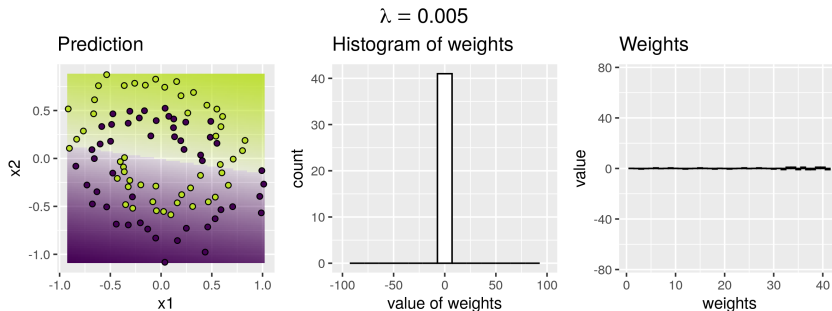 λ = 0.005
Prediction
0.5
0.0
-0.5
-1.0
x2
-1.0 -0.5 0.0 0.5 1.0
x1
Histogram of weights
40
30
20
10
0
count
-100 -50 0 50 100
value of weights
Weights
80
40
0
-40
-80
value
0 10 20 30 40
weights